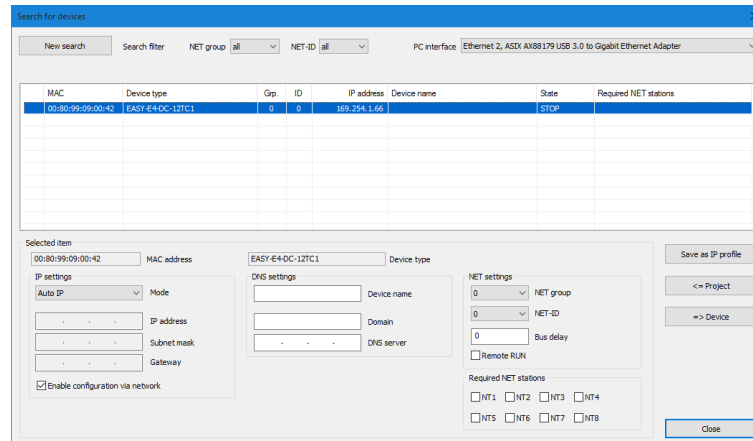 Search for devices
New search Search filter NET group all NET-ID all PC interface Ethernet 2, ASIX AX88179 USB 3.0 to Gigabit Ethernet Adapter
MAC Device type Grp. ID IP address Device name State Required NET stations
00:80:99:09:00:42 EASY-E4-DC-12TC1 0 0 169.254.1.66 STOP
Selected item
00:80:99:09:00:42 MAC address EASY-E4-DC-12TC1 Device type Save as IP profile
IP settings DNS settings NET settings
Auto IP Mode Device name 0 NET group <= Project
IP address Domain 0 NET-ID => Device
Subnet mask DNS server 0 Bus delay
Gateway Remote RUN
Enable configuration via network Required NET stations
NT1 NT2 NT3 NT4
NT5 NT6 NT7 NT8
Close